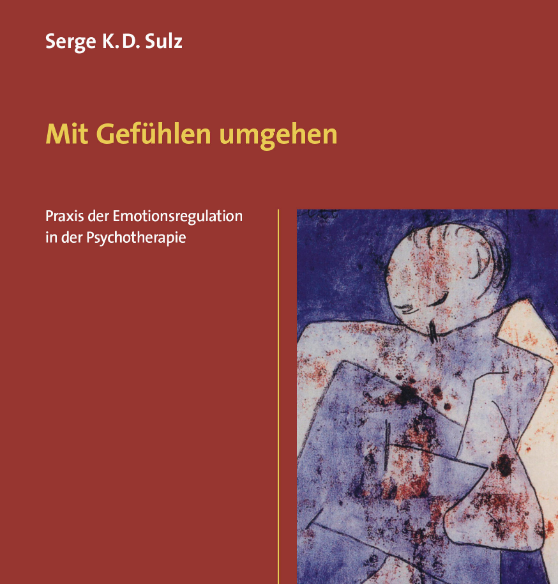 Serge K. D. Sulz
Mit Gefühlen umgehen
Praxis der Emotionsregulation
in der Psychotherapie